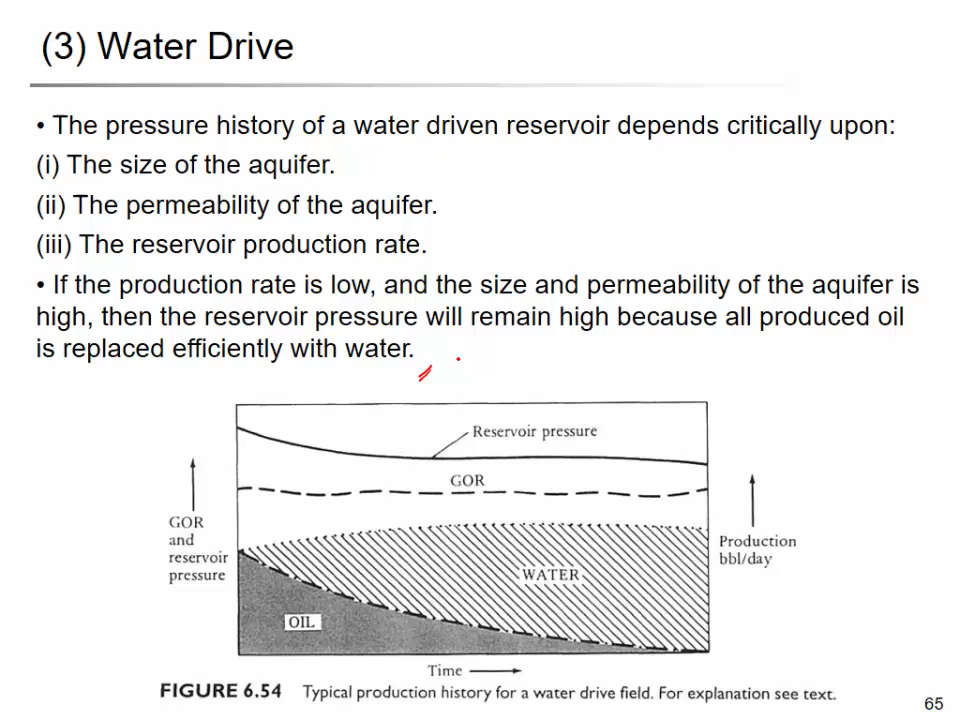 (3) Water Drive
• The pressure history of a water driven reservoir depends critically upon:
(i) The size of the aquifer.
(ii) The permeability of the aquifer.
(iii) The reservoir production rate.
• If the production rate is low, and the size and permeability of the aquifer is
high, then the reservoir pressure will remain high because all produced oil
is replaced efficiently with water.
Reservoir pressure
GOR
GOR
and
reservoir
pressure
Production
bbl/day
WATER
OIL
Time
FIGURE 6.54 Typical production history for a water drive field. For explanation see text.
65